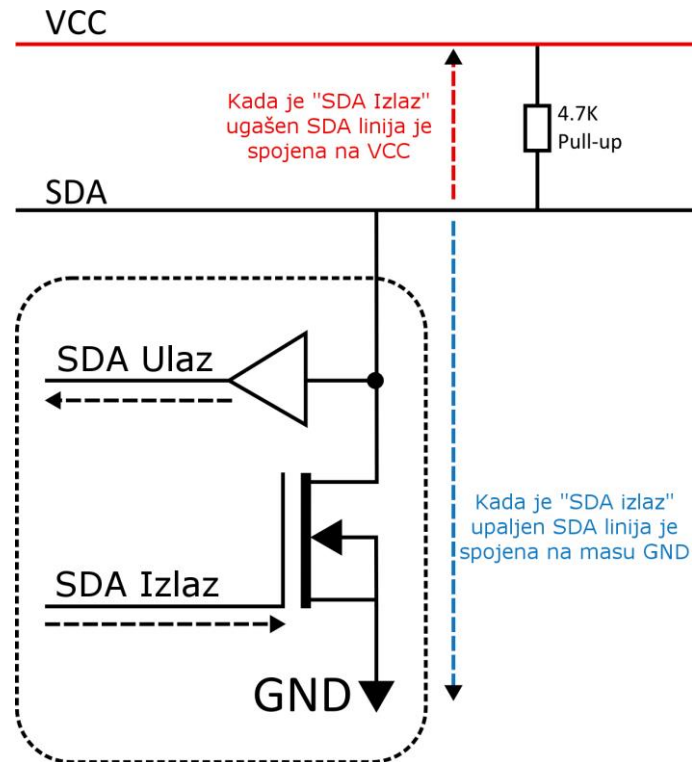 VCC
Kada je "SDA Izlaz"
ugašen SDA linija je
spojena na VCC
4.7K
Pull-up
SDA
SDA Ulaz
Kada je "SDA izlaz"
upaljen SDA linija je
spojena na masu GND
SDA Izlaz
GND